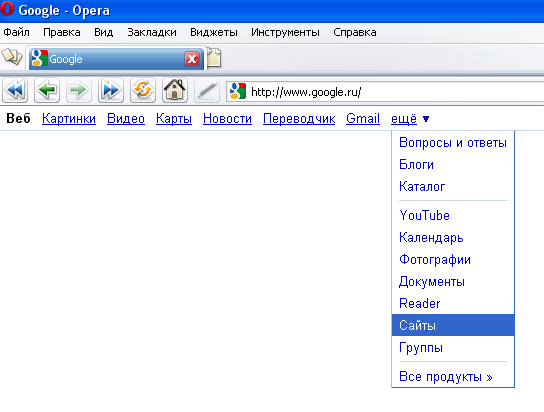 Google - Opera
Файл Правка Вид Закладки Виджеты Инструменты Справка
Google
http://www.google.ru/
Веб Картинки Видео Карты Новости Переводчик Gmail ещё ▼
Вопросы и ответы
Блоги
Каталог
YouTube
Календарь
Фотографии
Документы
Reader
Сайты
Группы
Все продукты »